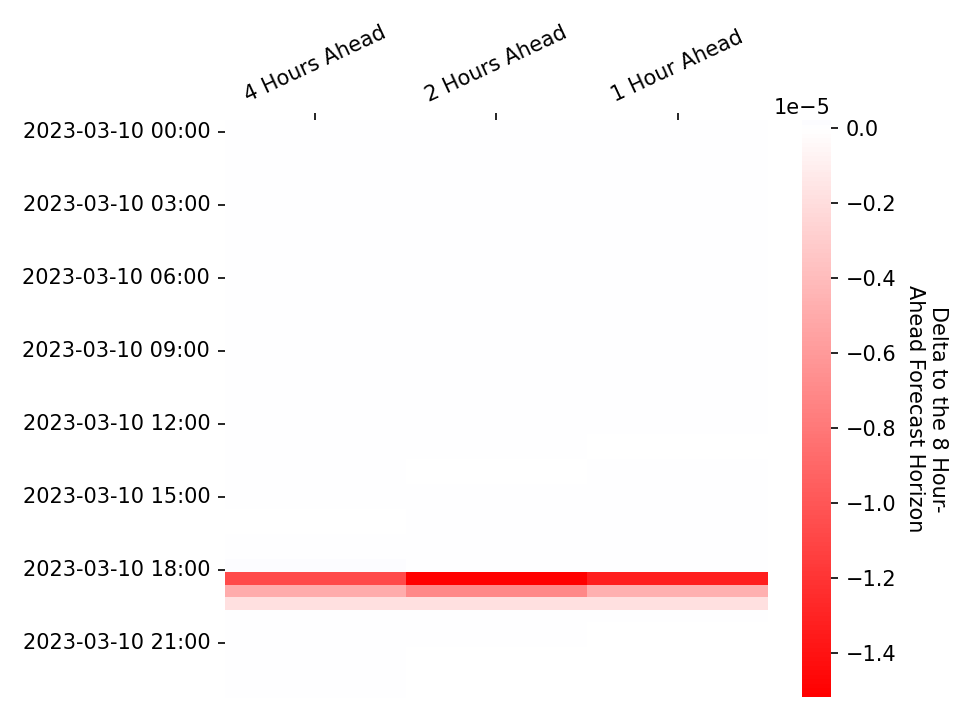 4 Hours Ahead
2 Hours Ahead
1 Hour Ahead
1e−5
2023-03-10 00:00
2023-03-10 03:00
2023-03-10 06:00
2023-03-10 09:00
2023-03-10 12:00
2023-03-10 15:00
2023-03-10 18:00
2023-03-10 21:00
0.0
−0.2
−0.4
−0.6
−0.8
−1.0
−1.2
−1.4
Delta to the 8 Hour-
Ahead Forecast Horizon